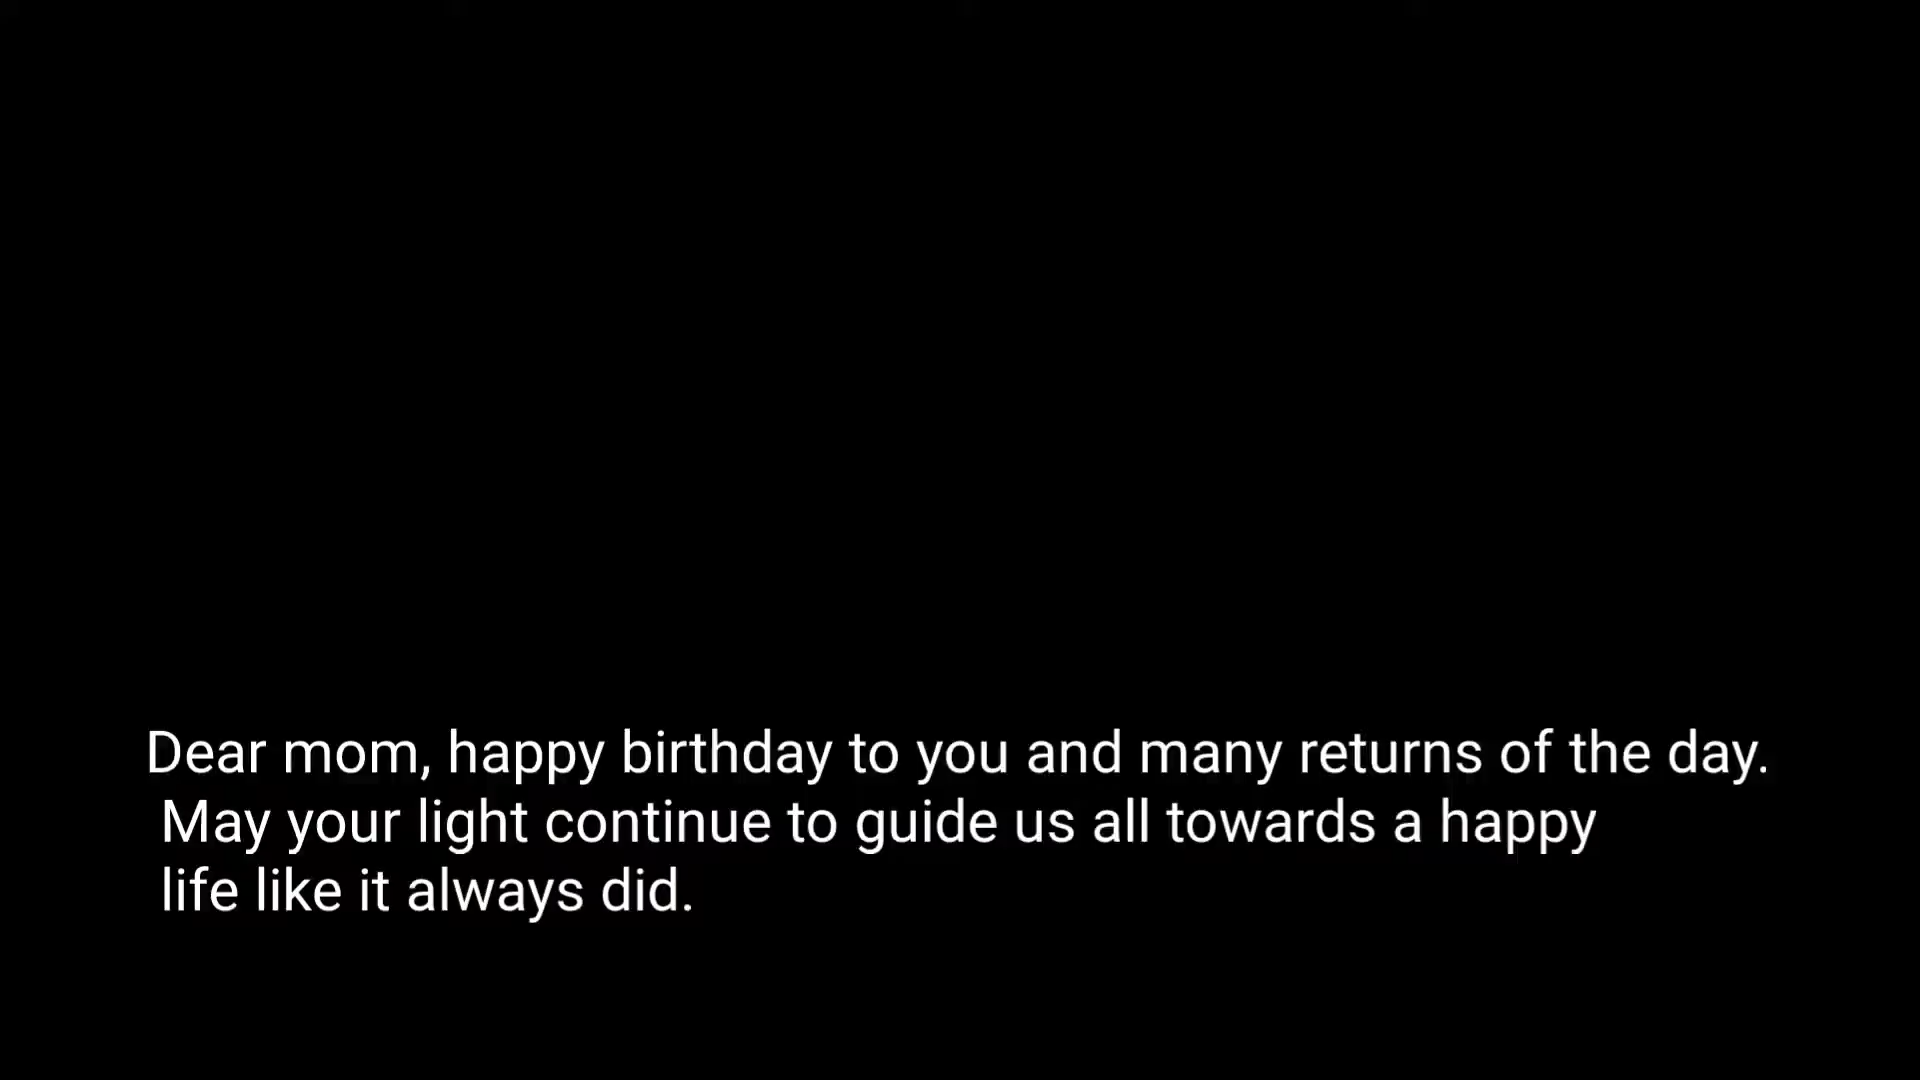 Dear mom, happy birthday to you and many returns of the day.
May your light continue to guide us all towards a happy
life like it always did.